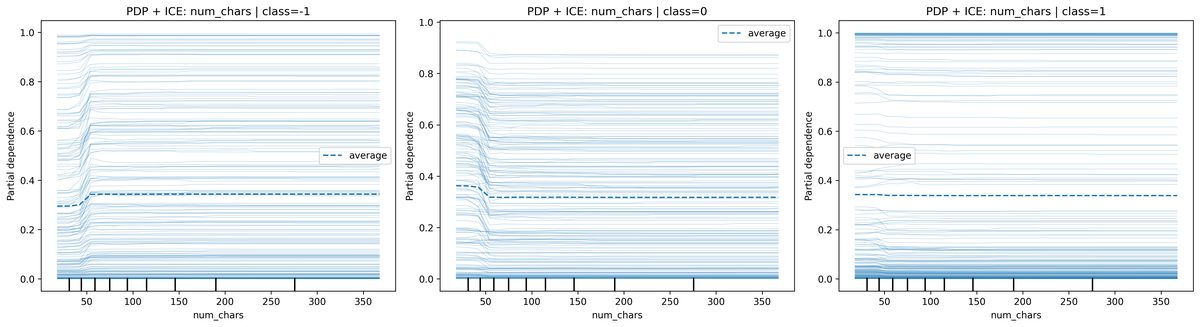 PDP + ICE: num_chars | class=-1
1.0
0.8
0.6
0.4
0.2
0.0
Partial dependence
average
50 100 150 200 250 300 350
num_chars
PDP + ICE: num_chars | class=0
1.0
0.8
0.6
0.4
0.2
0.0
Partial dependence
average
50 100 150 200 250 300 350
num_chars
PDP + ICE: num_chars | class=1
1.0
0.8
0.6
0.4
0.2
0.0
Partial dependence
average
50 100 150 200 250 300 350
num_chars